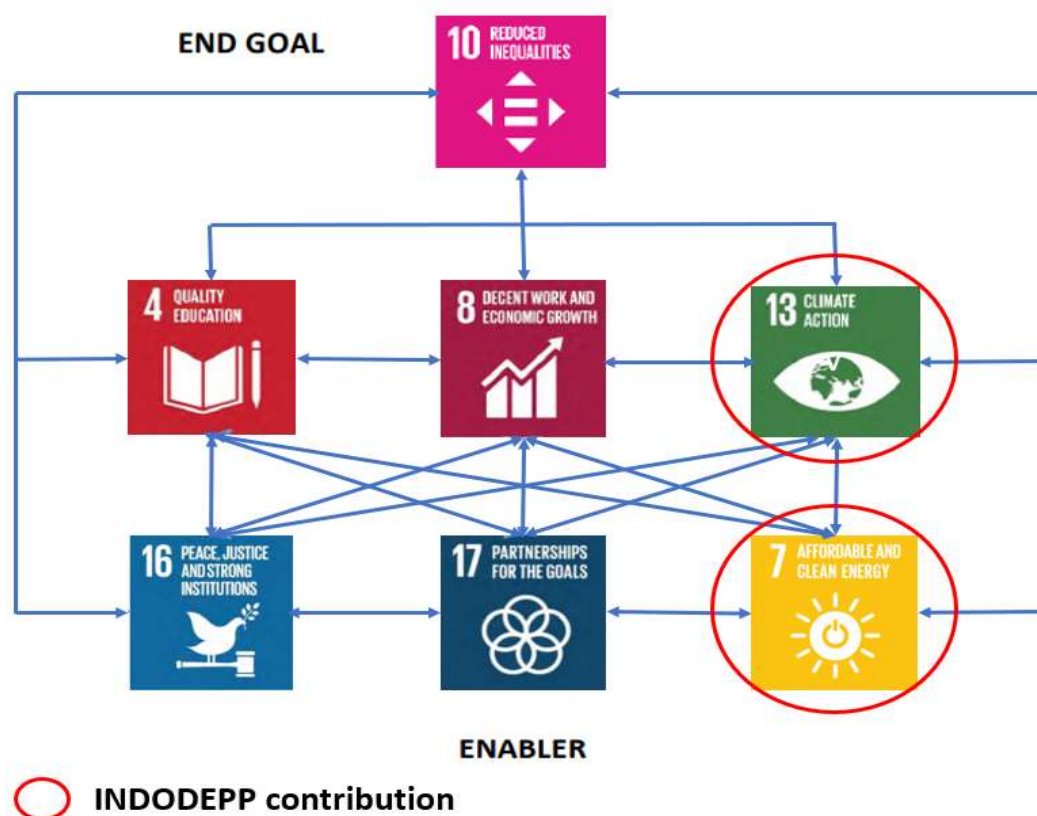 END GOAL
10 REDUCED
INEQUALITIES
4 QUALITY
EDUCATION
8 DECENT WORK AND
ECONOMIC GROWTH
13 CLIMATE
ACTION
16 PEACE, JUSTICE
AND STRONG
INSTITUTIONS
17 PARTNERSHIPS
FOR THE GOALS
7 AFFORDABLE AND
CLEAN ENERGY
ENABLER
INDODEPP contribution